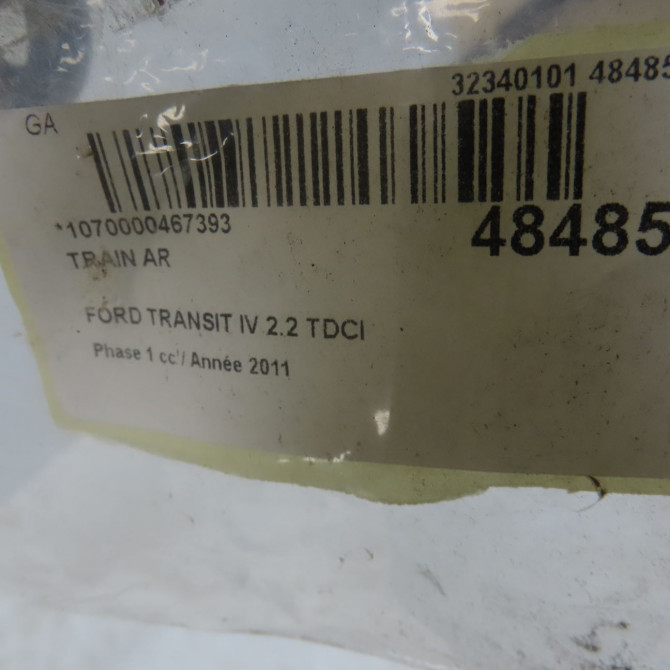 32340101 48485
GA
*1070000467393
48485
TRAIN AR
FORD TRANSIT IV 2.2 TDCI
Phase 1 cc'/ Année 2011